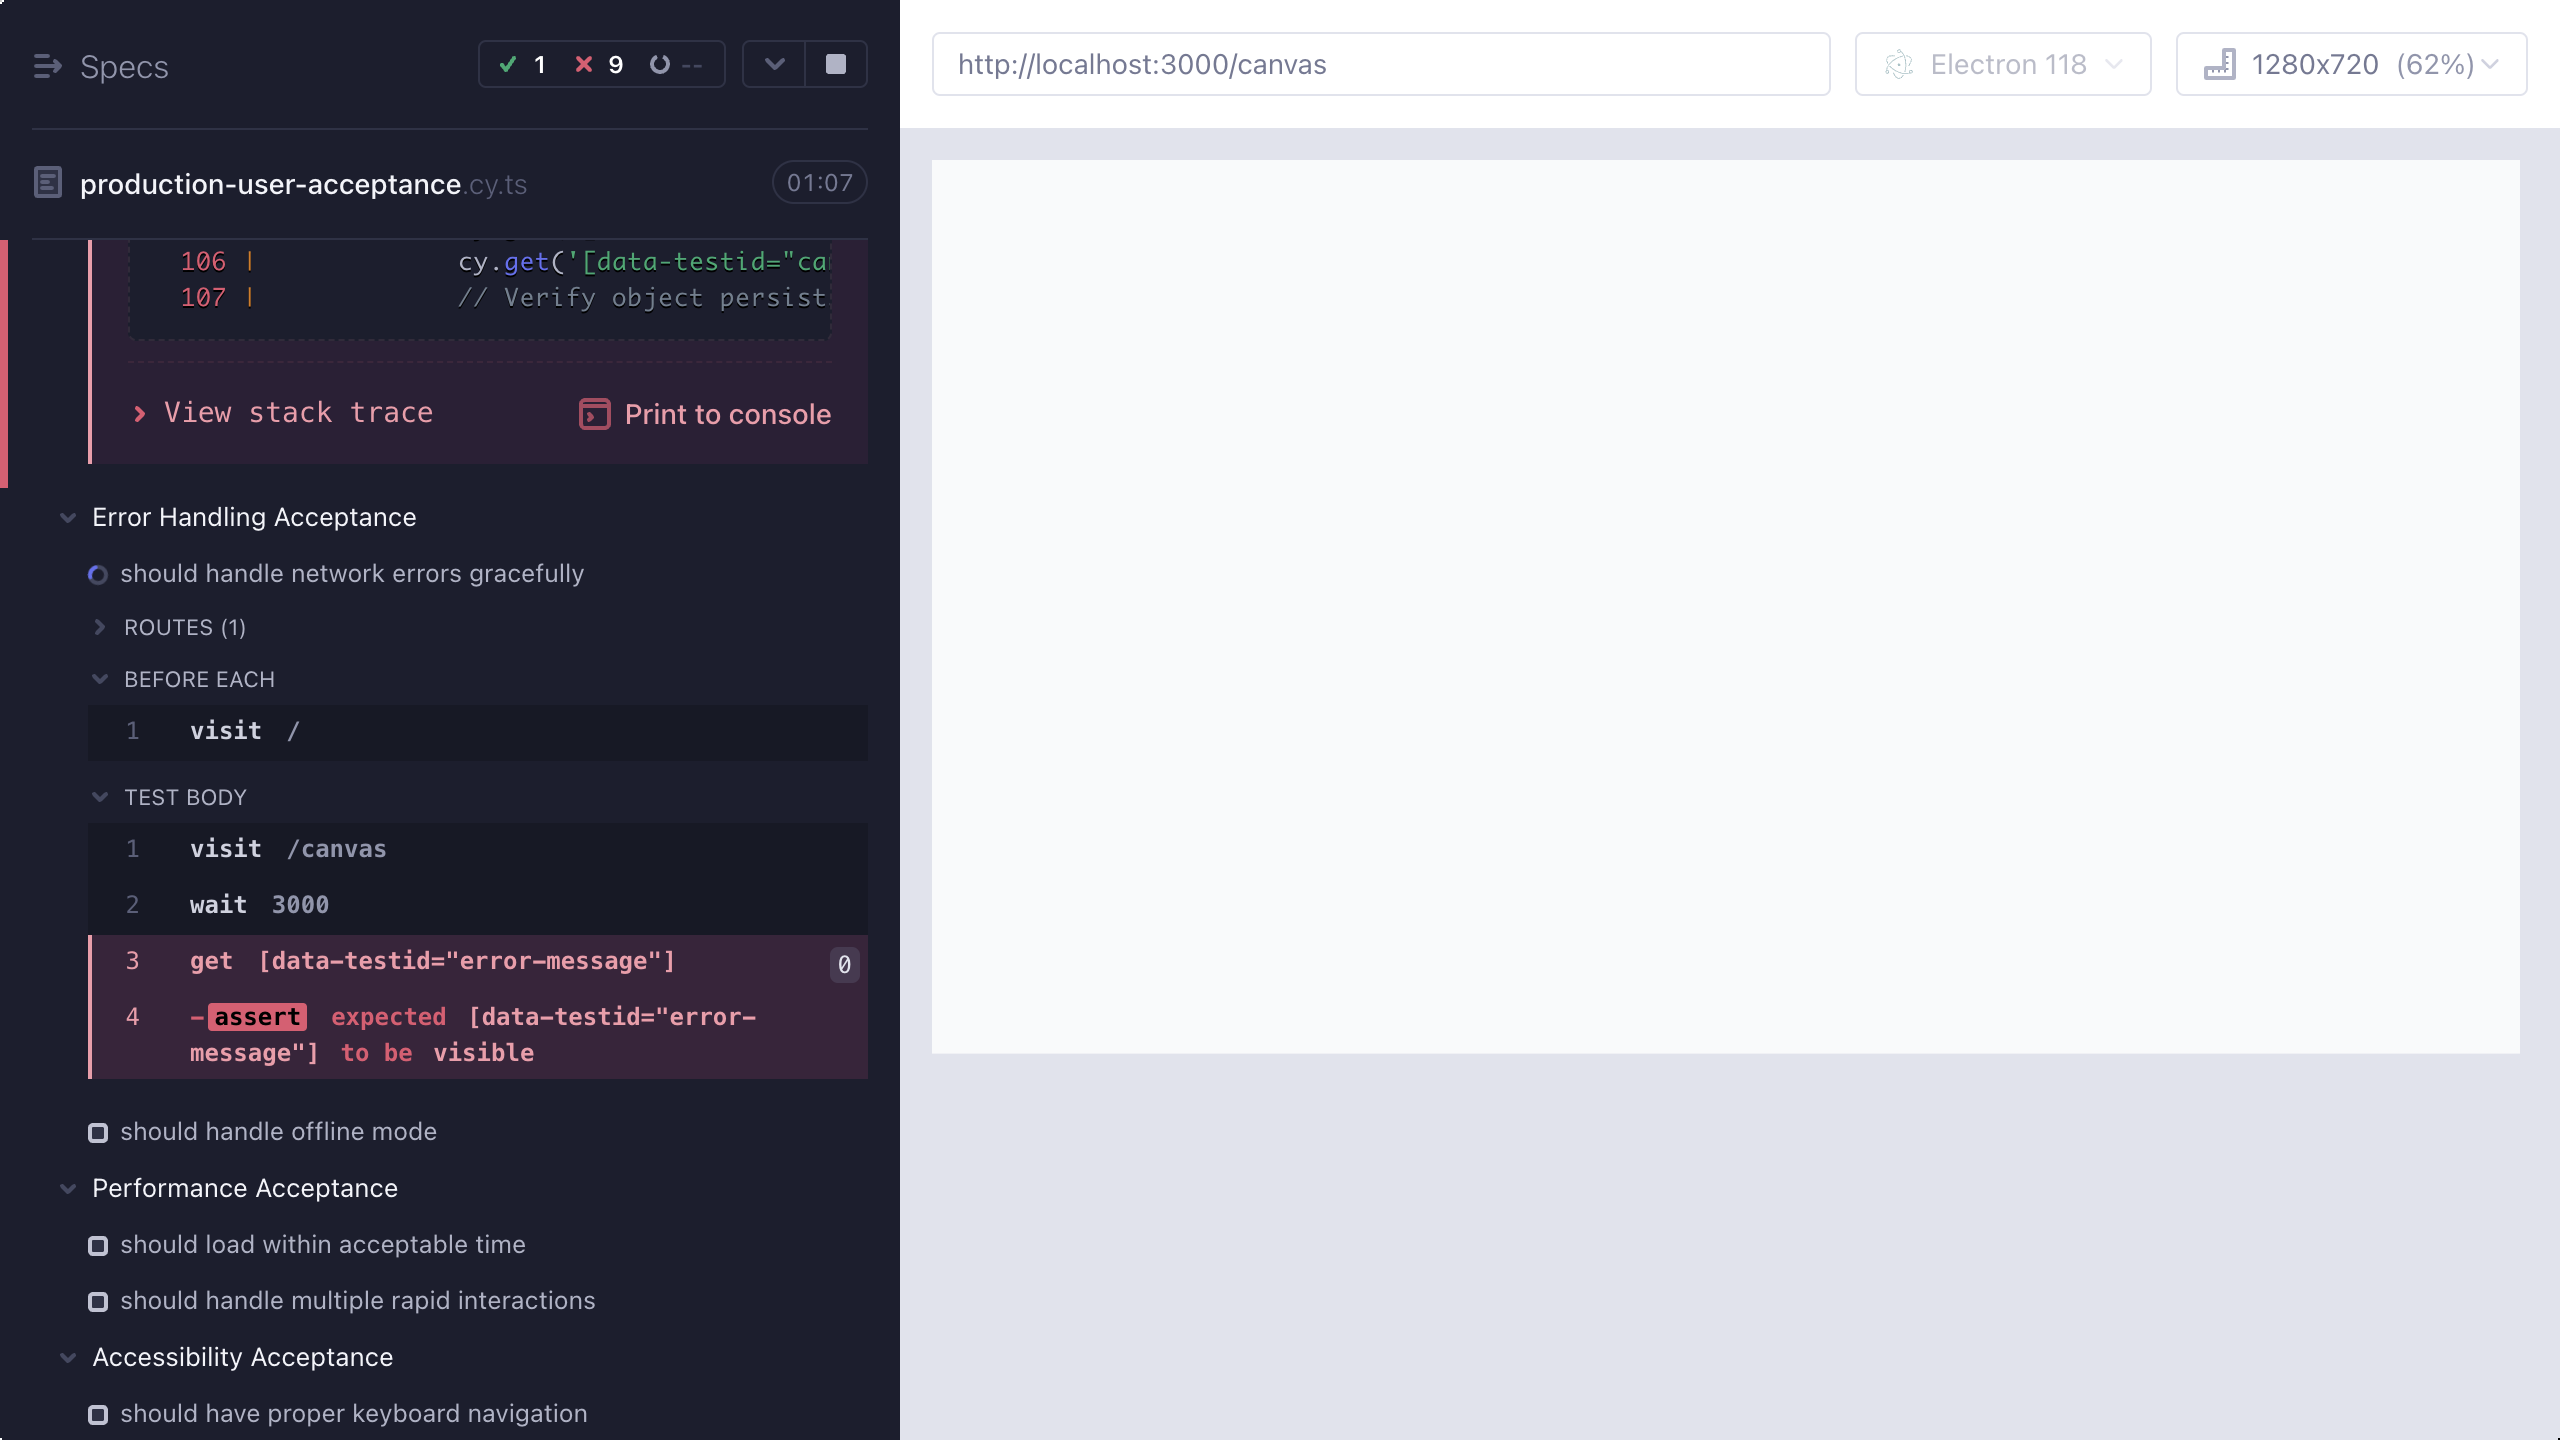 Specs
1 9 --
production-user-acceptance.cy.ts
01:07
106 | cy.get('[data-testid="ca
107 | // Verify object persist
View stack trace
Print to console
Error Handling Acceptance
should handle network errors gracefully
ROUTES (1)
BEFORE EACH
1 visit /
TEST BODY
1 visit /canvas
2 wait 3000
3 get [data-testid="error-message"] 0
4 -assert expected [data-testid="error-
message"] to be visible
should handle offline mode
Performance Acceptance
should load within acceptable time
should handle multiple rapid interactions
Accessibility Acceptance
should have proper keyboard navigation
http://localhost:3000/canvas
Electron 118
1280x720 (62%)